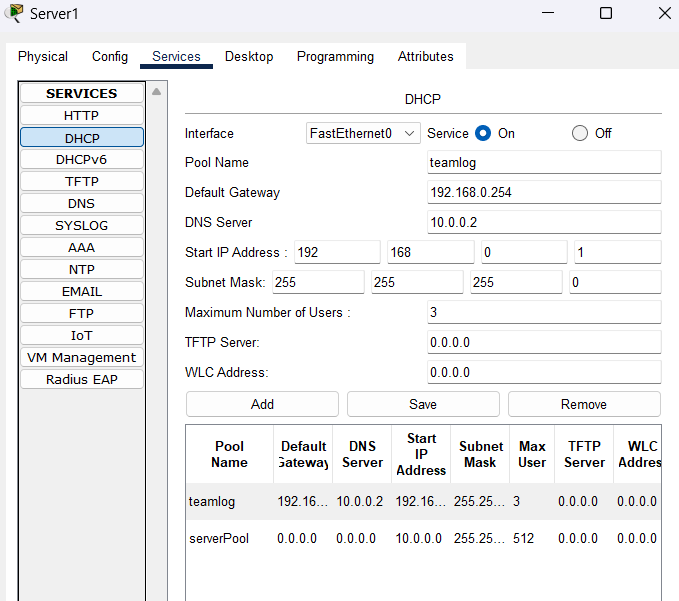 Server1
Physical Config Services Desktop Programming Attributes
SERVICES
HTTP
DHCP
DHCPv6
TFTP
DNS
SYSLOG
AAA
NTP
EMAIL
FTP
IoT
VM Management
Radius EAP
DHCP
Interface FastEthernet0 Service On Off
Pool Name teamlog
Default Gateway 192.168.0.254
DNS Server 10.0.0.2
Start IP Address : 192 168 0 1
Subnet Mask: 255 255 255 0
Maximum Number of Users : 3
TFTP Server: 0.0.0.0
WLC Address: 0.0.0.0
Add Save Remove
Pool Name Default Gateway DNS Server Start IP Address Subnet Mask Max User TFTP Server WLC Addres
teamlog 192.16... 10.0.0.2 192.16... 255.25... 3 0.0.0.0 0.0.0.0
serverPool 0.0.0.0 0.0.0.0 10.0.0.0 255.25... 512 0.0.0.0 0.0.0.0